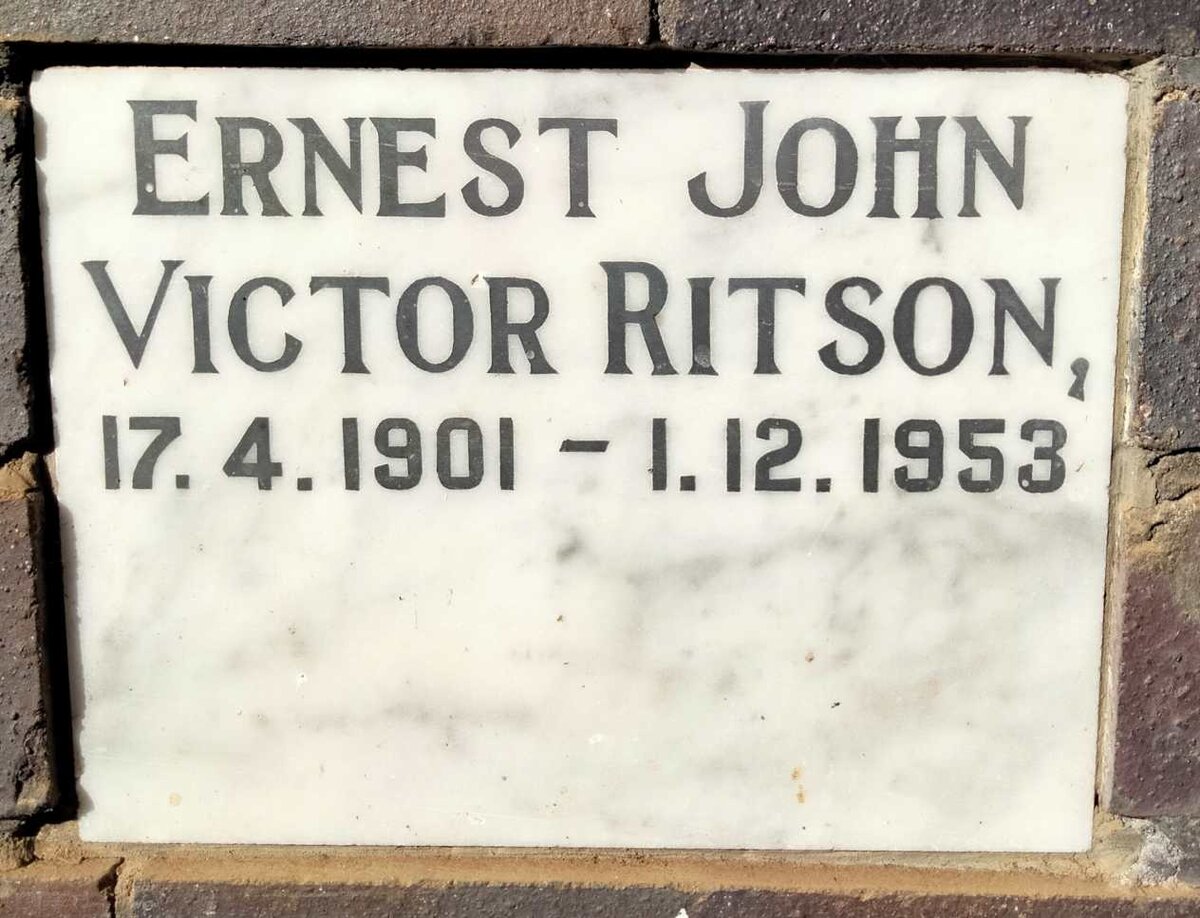 ERNEST JOHN
VICTOR RITSON,
17.4.1901 - 1.12.1953